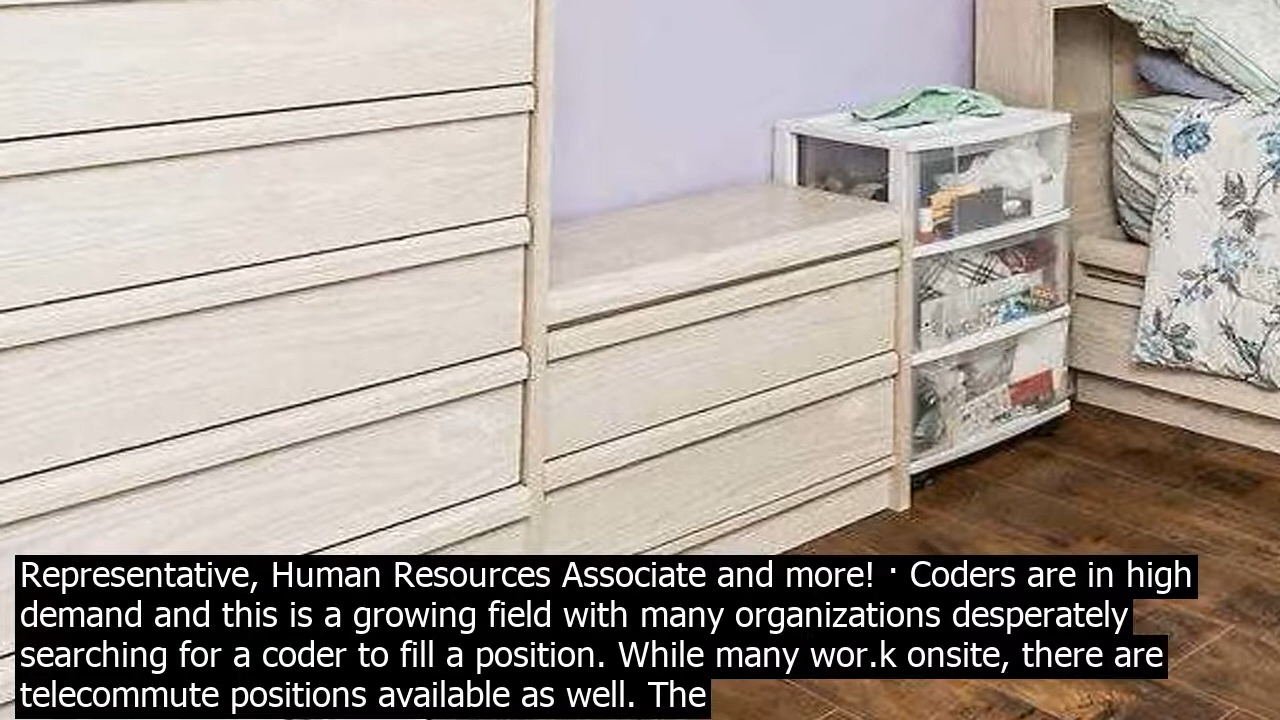 Representative, Human Resources Associate and more! · Coders are in high
demand and this is a growing field with many organizations desperately
searching for a coder to fill a position. While many wor.k onsite, there are
telecommute positions available as well. The